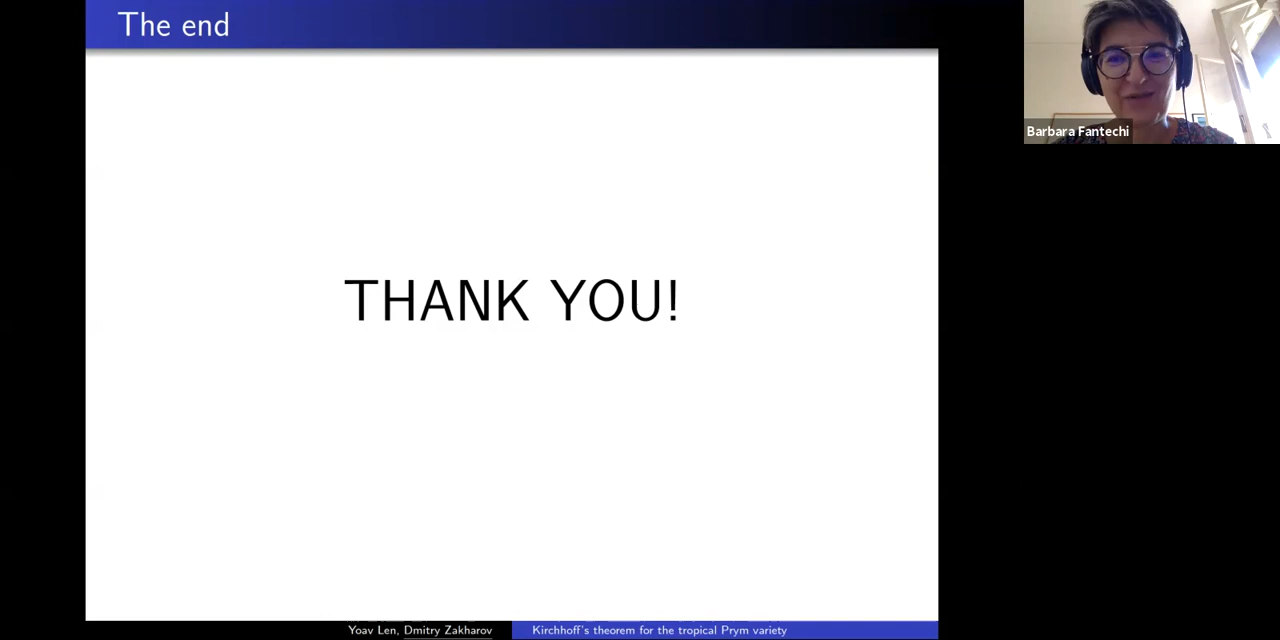 The end
Barbara Fantechi
THANK YOU!
Yoav Len, Dmitry Zakharov
Kirchhoff's theorem for the tropical Prym variety